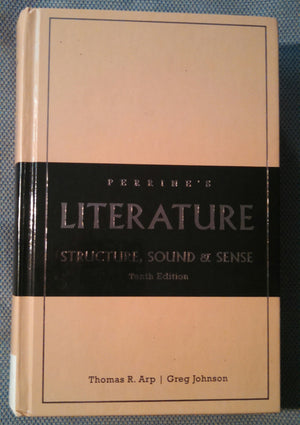 PERRINE'S
LITERATURE
STRUCTURE, SOUND & SENSE
Tenth Edition
Thomas R. Arp | Greg Johnson